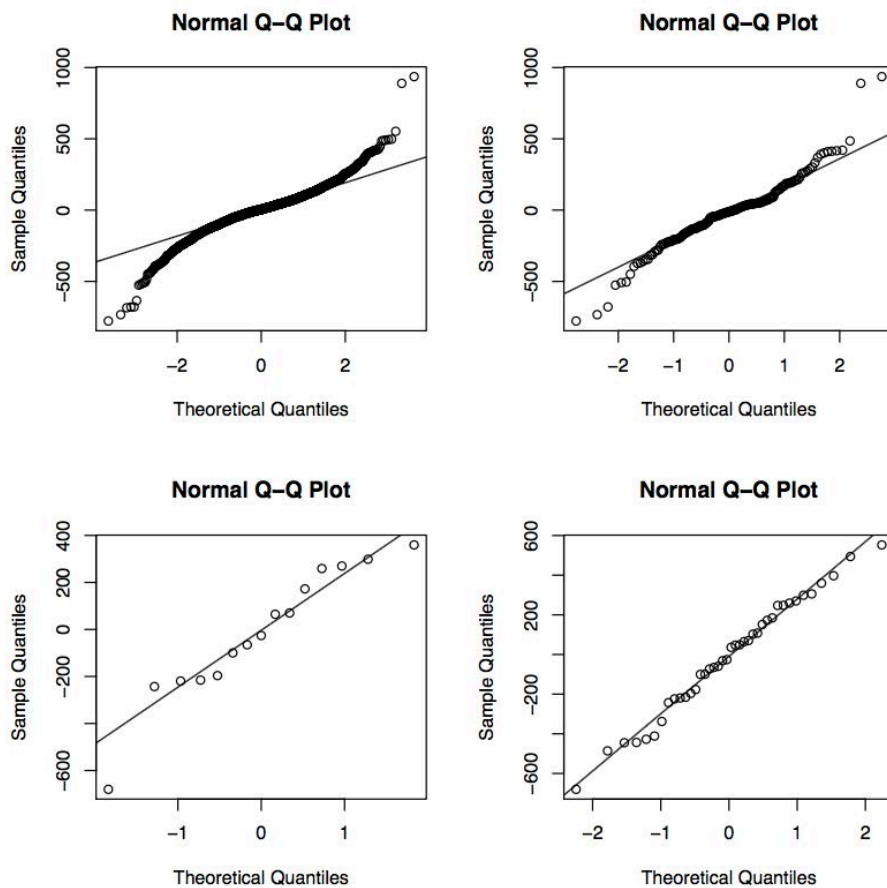 Normal Q–Q Plot
Sample Quantiles
1000
500
0
−500
−2
0
2
Theoretical Quantiles
Normal Q–Q Plot
Sample Quantiles
1000
500
0
−500
−2
−1
0
1
2
Theoretical Quantiles
Normal Q–Q Plot
Sample Quantiles
400
200
0
−200
−600
−1
0
1
Theoretical Quantiles
Normal Q–Q Plot
Sample Quantiles
600
200
−200
−600
−2
−1
0
1
2
Theoretical Quantiles